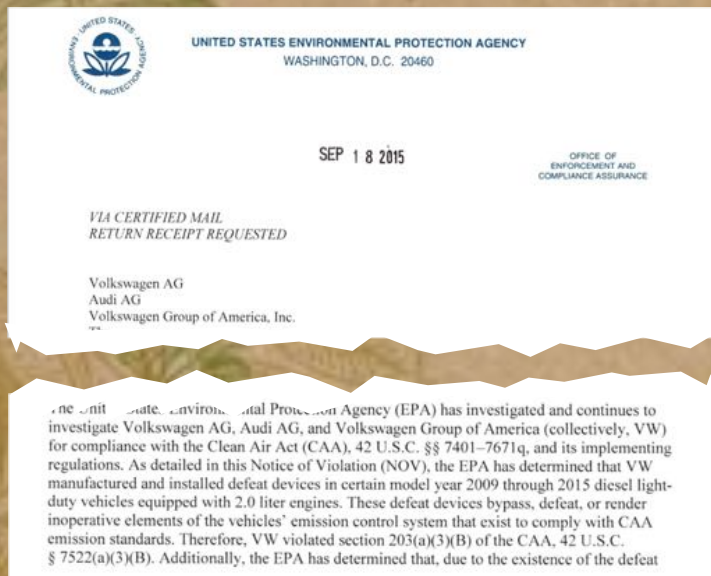 UNITED STATES
ENVIRONMENTAL PROTECTION AGENCY
UNITED STATES ENVIRONMENTAL PROTECTION AGENCY
WASHINGTON, D.C. 20460
SEP 18 2015
OFFICE OF
ENFORCEMENT AND
COMPLIANCE ASSURANCE
VIA CERTIFIED MAIL
RETURN RECEIPT REQUESTED
Volkswagen AG
Audi AG
Volkswagen Group of America, Inc.
Agency (EPA) has investigated and continues to
investigate Volkswagen AG, Audi AG, and Volkswagen Group of America (collectively, VW)
for compliance with the Clean Air Act (CAA), 42 U.S.C. §§ 7401–7671q, and its implementing
regulations. As detailed in this Notice of Violation (NOV), the EPA has determined that VW
manufactured and installed defeat devices in certain model year 2009 through 2015 diesel light-
duty vehicles equipped with 2.0 liter engines. These defeat devices bypass, defeat, or render
inoperative elements of the vehicles’ emission control system that exist to comply with CAA
emission standards. Therefore, VW violated section 203(a)(3)(B) of the CAA, 42 U.S.C.
§ 7522(a)(3)(B). Additionally, the EPA has determined that, due to the existence of the defeat